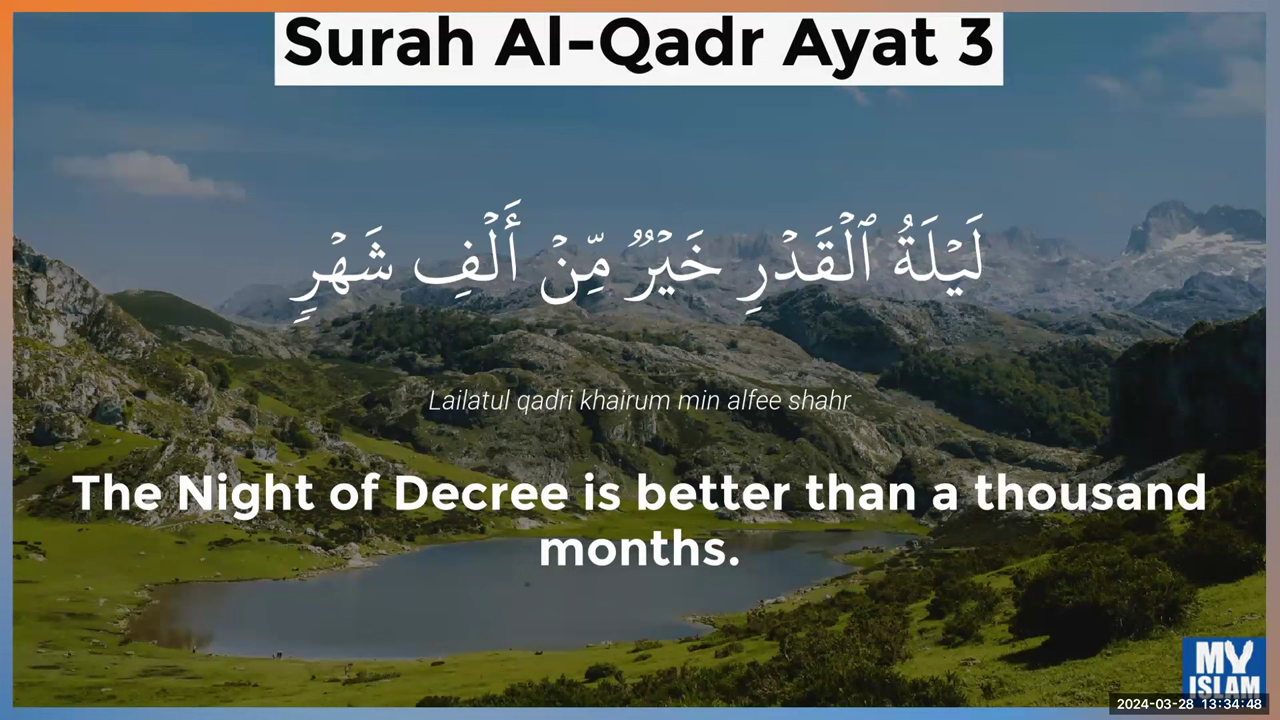 Surah Al-Qadr Ayat 3
لَيْلَةُ ٱلْقَدْرِ خَيْرٌۭ مِّنْ أَلْفِ شَهْرٍۢ
Lailatul qadri khairum min alfee shahr
The Night of Decree is better than a thousand
months.
MY
ISLAM
2024-03-28 13:34:48